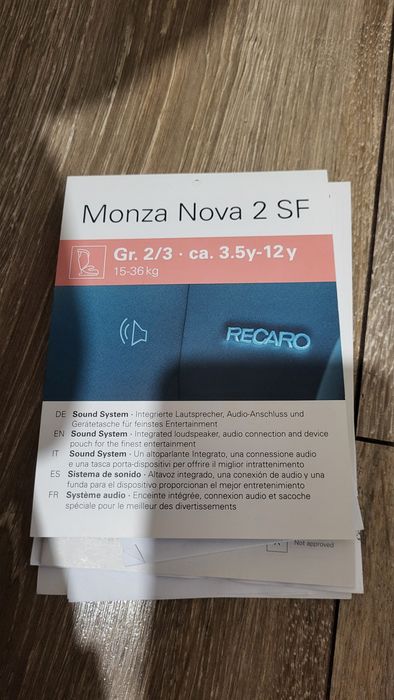 Monza Nova 2 SF
Gr. 2/3 · ca. 3.5y-12y
15-36 kg
RECARO
DE Sound System · Integrierte Lautsprecher, Audio-Anschluss und
Gerätetasche für feinstes Entertainment
EN Sound System · Integrated loudspeaker, audio connection and device
pouch for the finest entertainment
IT Sound System · Un altoparlante Integrato, una connessione audio
e una tasca porta-dispositivi per offrire il miglior intrattenimento
ES Sistema de sonido · Altavoz integrado, una conexión de audio y una
funda para el dispositivo proporcionan el mejor entretenimiento
FR Système audio · Enceinte intégrée, connexion audio et sacoche
spéciale pour le meilleur des divertissements
Not approved